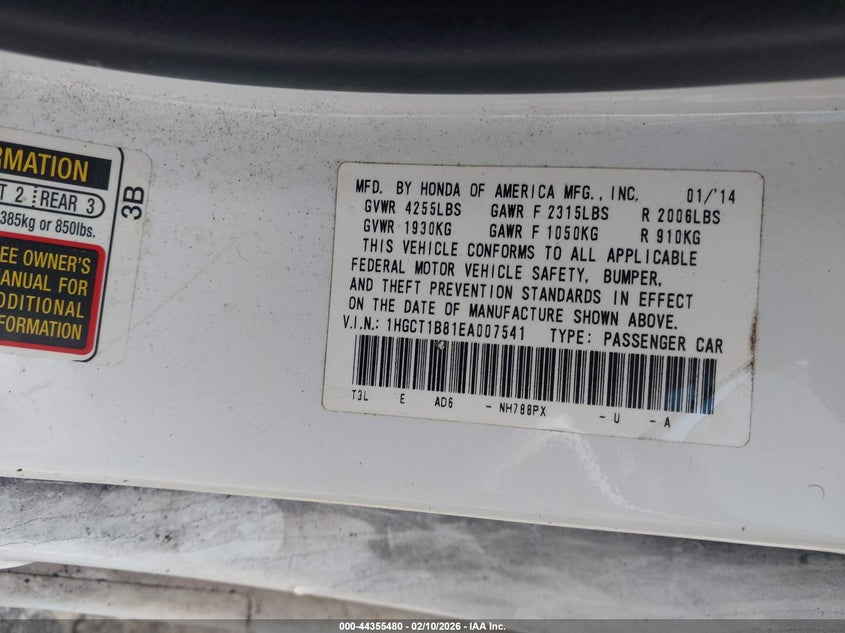 RMATION
T 2 REAR 3
385kg or 850lbs.
3B
EE OWNER'S
MANUAL FOR
DDITIONAL
FORMATION
MFD. BY HONDA OF AMERICA MFG., INC. 01/'14
GVWR 4255LBS GAWR F 2315LBS R 2006LBS
GVWR 1930KG GAWR F 1050KG R 910KG
THIS VEHICLE CONFORMS TO ALL APPLICABLE
FEDERAL MOTOR VEHICLE SAFETY, BUMPER,
AND THEFT PREVENTION STANDARDS IN EFFECT
ON THE DATE OF MANUFACTURE SHOWN ABOVE.
V.I.N.: 1HGCT1B81EA007541 TYPE: PASSENGER CAR
T3L E AD6 - NH788PX - U - A
000-44355480 - 02/10/2026 - IAA Inc.